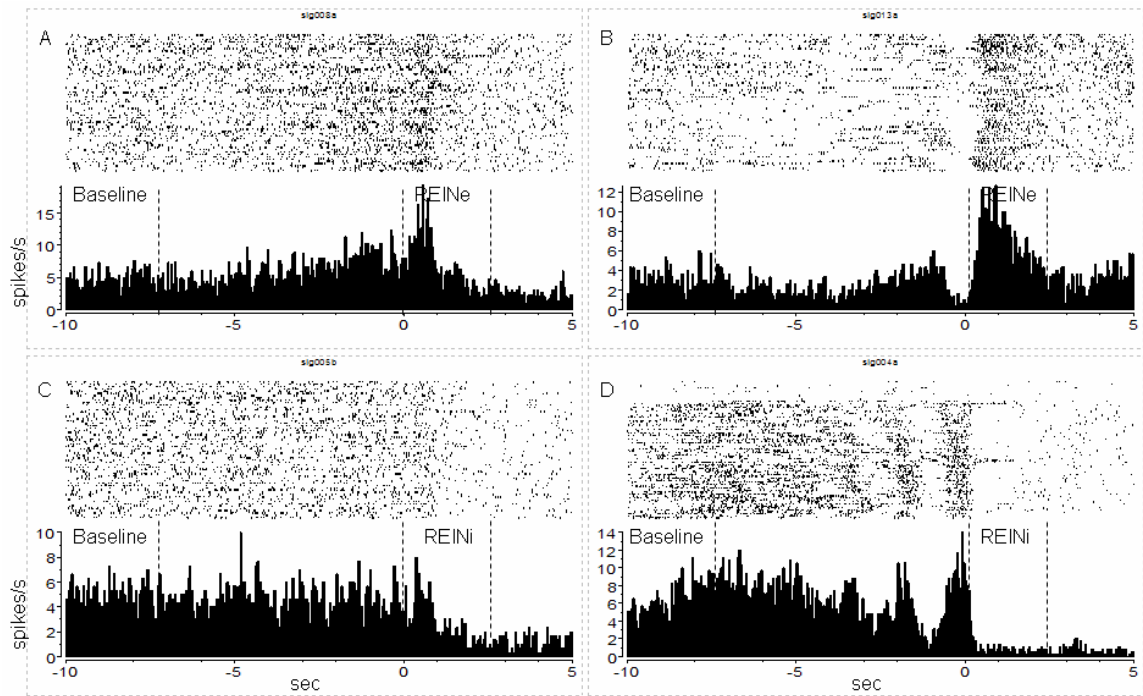 sig008a
A
Baseline
REINe
spikes/s
15
10
5
0
-10 -5 0 5
sig013a
B
Baseline
REINe
12
10
8
6
4
2
0
-10 -5 0 5
sig005b
C
Baseline
REINi
spikes/s
10
8
6
4
2
0
-10 -5 0 5
sec
sig004a
D
Baseline
REINi
14
12
10
8
6
4
2
0
-10 -5 0 5
sec